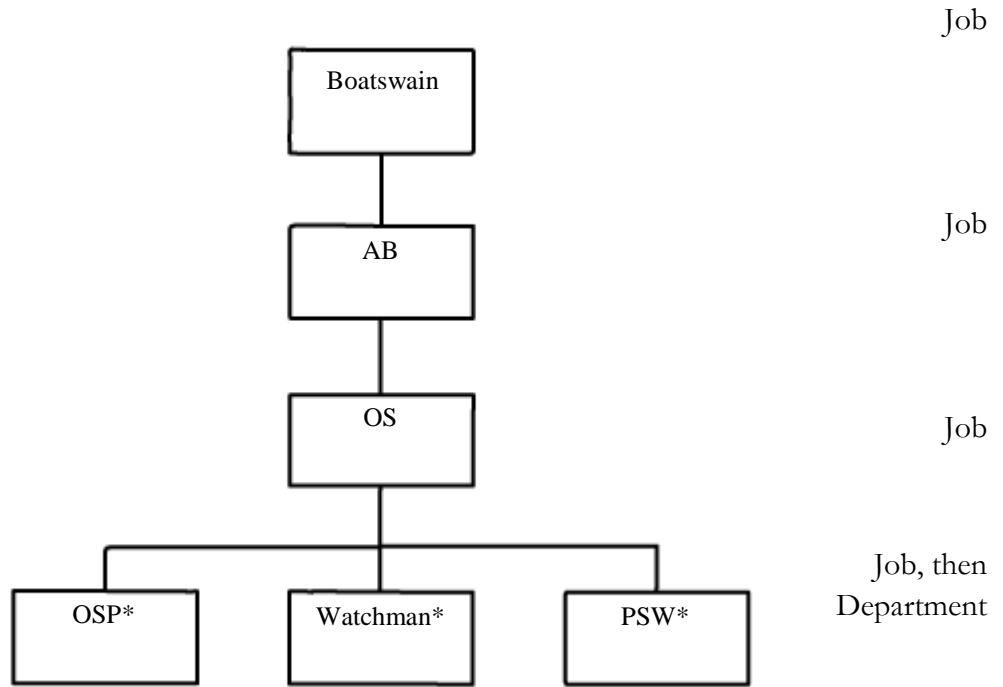 Job
Boatswain
Job
AB
Job
OS
Job, then
Department
OSP*
Watchman*
PSW*